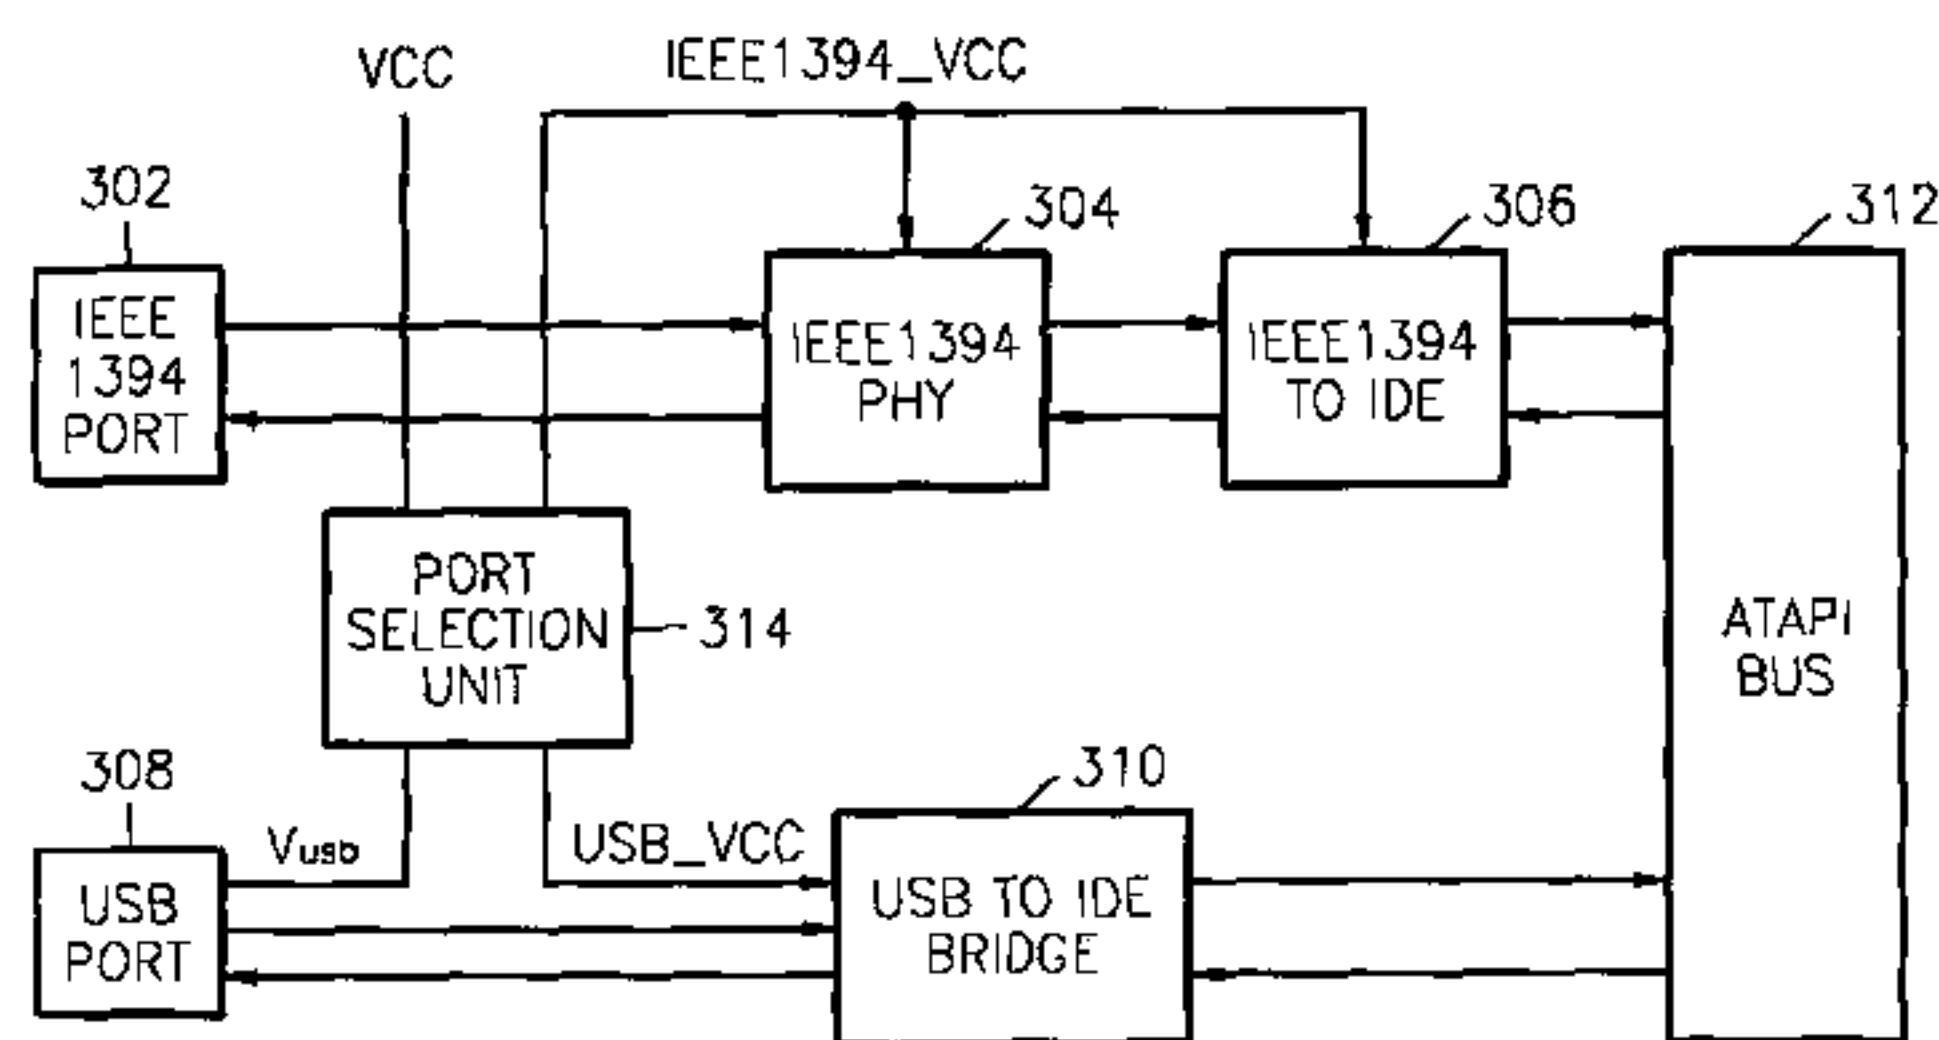 VCC
IEEE1394_VCC
302
304
306
312
IEEE
1394
PORT
IEEE1394
PHY
IEEE1394
TO IDE
PORT
SELECTION
UNIT
314
ATAPI
BUS
308
310
Vusb
USB_VCC
USB
PORT
USB TO IDE
BRIDGE